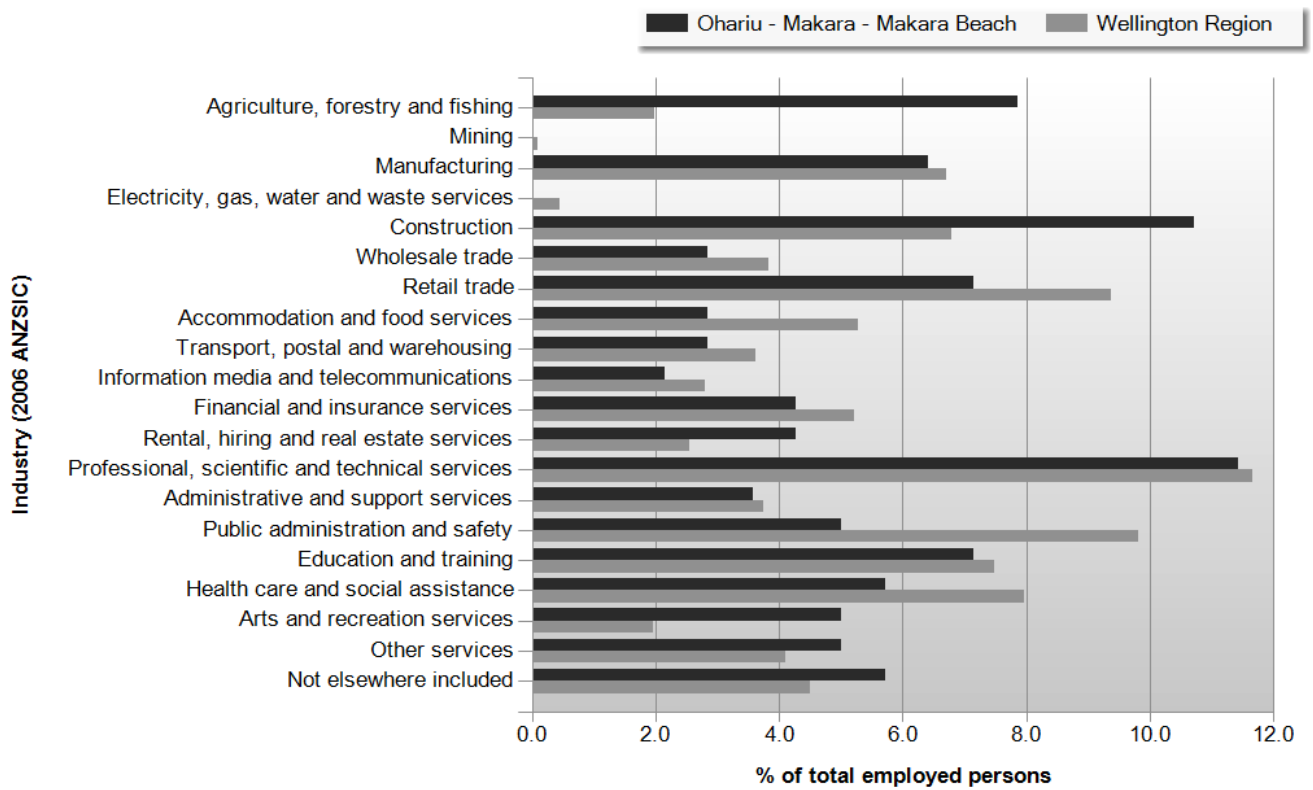 Ohariu - Makara - Makara Beach
Wellington Region
Agriculture, forestry and fishing
Mining
Manufacturing
Electricity, gas, water and waste services
Construction
Wholesale trade
Retail trade
Accommodation and food services
Transport, postal and warehousing
Information media and telecommunications
Financial and insurance services
Rental, hiring and real estate services
Professional, scientific and technical services
Administrative and support services
Public administration and safety
Education and training
Health care and social assistance
Arts and recreation services
Other services
Not elsewhere included
Industry (2006 ANZSIC)
0.0 2.0 4.0 6.0 8.0 10.0 12.0
% of total employed persons